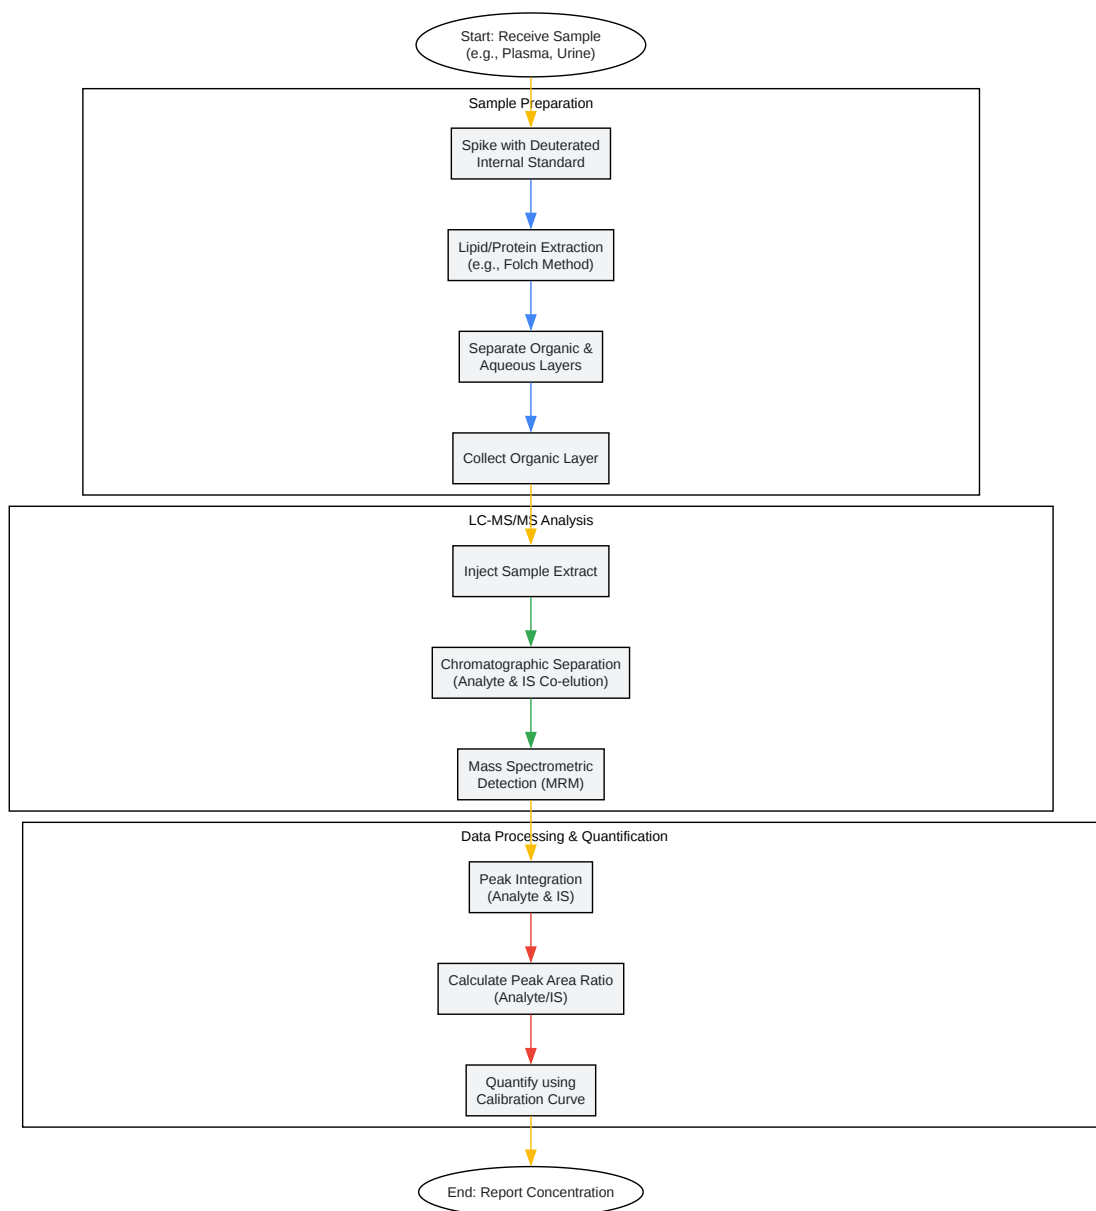 Start: Receive Sample
(e.g., Plasma, Urine)
Sample Preparation
Spike with Deuterated
Internal Standard
Lipid/Protein Extraction
(e.g., Folch Method)
Separate Organic &
Aqueous Layers
Collect Organic Layer
LC-MS/MS Analysis
Inject Sample Extract
Chromatographic Separation
(Analyte & IS Co-elution)
Mass Spectrometric
Detection (MRM)
Data Processing & Quantification
Peak Integration
(Analyte & IS)
Calculate Peak Area Ratio
(Analyte/IS)
Quantify using
Calibration Curve
End: Report Concentration